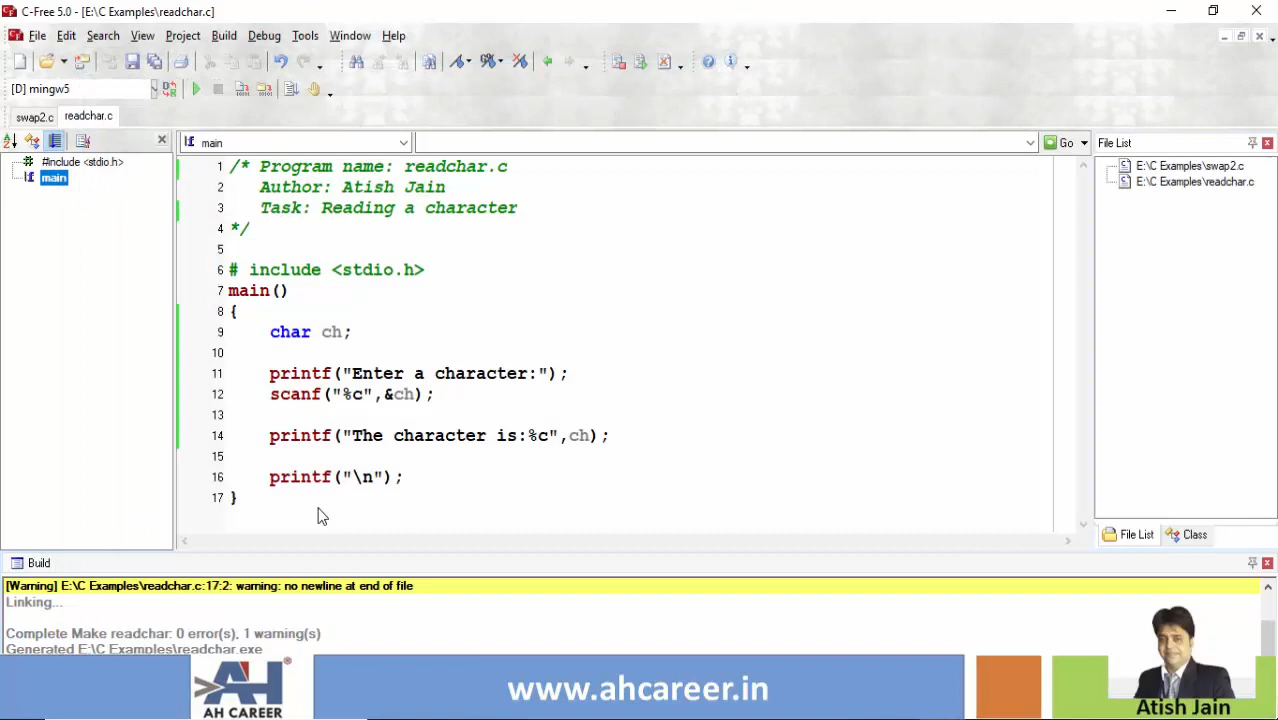 C-Free 5.0 - [E:\C Examples\readchar.c]
File Edit Search View Project Build Debug Tools Window Help
[D] mingw5
swap2.c readchar.c
main
Go
File List
#include <stdio.h>
main
E:\C Examples\swap2.c
E:\C Examples\readchar.c
1 /* Program name: readchar.c
2 Author: Atish Jain
3 Task: Reading a character
4 */
5
6 # include <stdio.h>
7 main()
8 {
9 char ch;
10
11 printf("Enter a character:");
12 scanf("%c",&ch);
13
14 printf("The character is:%c",ch);
15
16 printf("\n");
17 }
File List Class
Build
[Warning] E:\C Examples\readchar.c:17:2: warning: no newline at end of file
Linking...
Complete Make readchar: 0 error(s), 1 warning(s)
Generated E:\C Examples\readchar.exe
AH
AH CAREER
www.ahcareer.in
Atish Jain